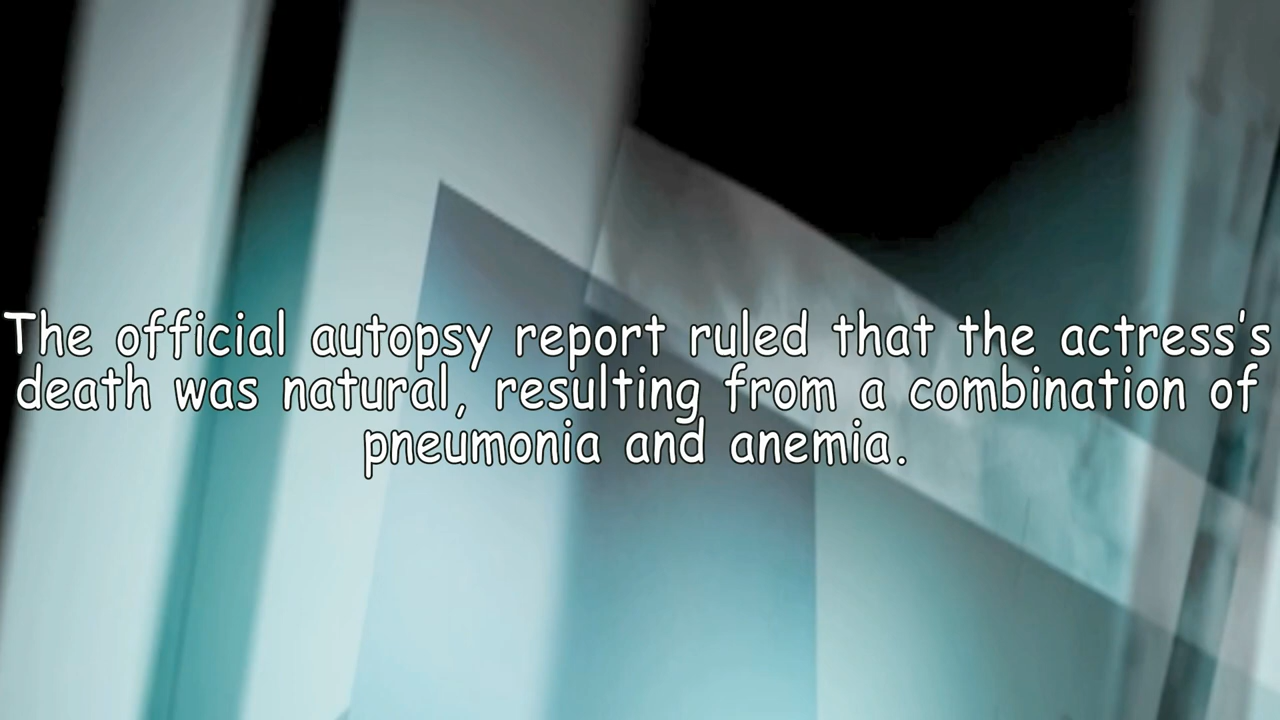 The official autopsy report ruled that the actress's
death was natural, resulting from a combination of
pneumonia and anemia.